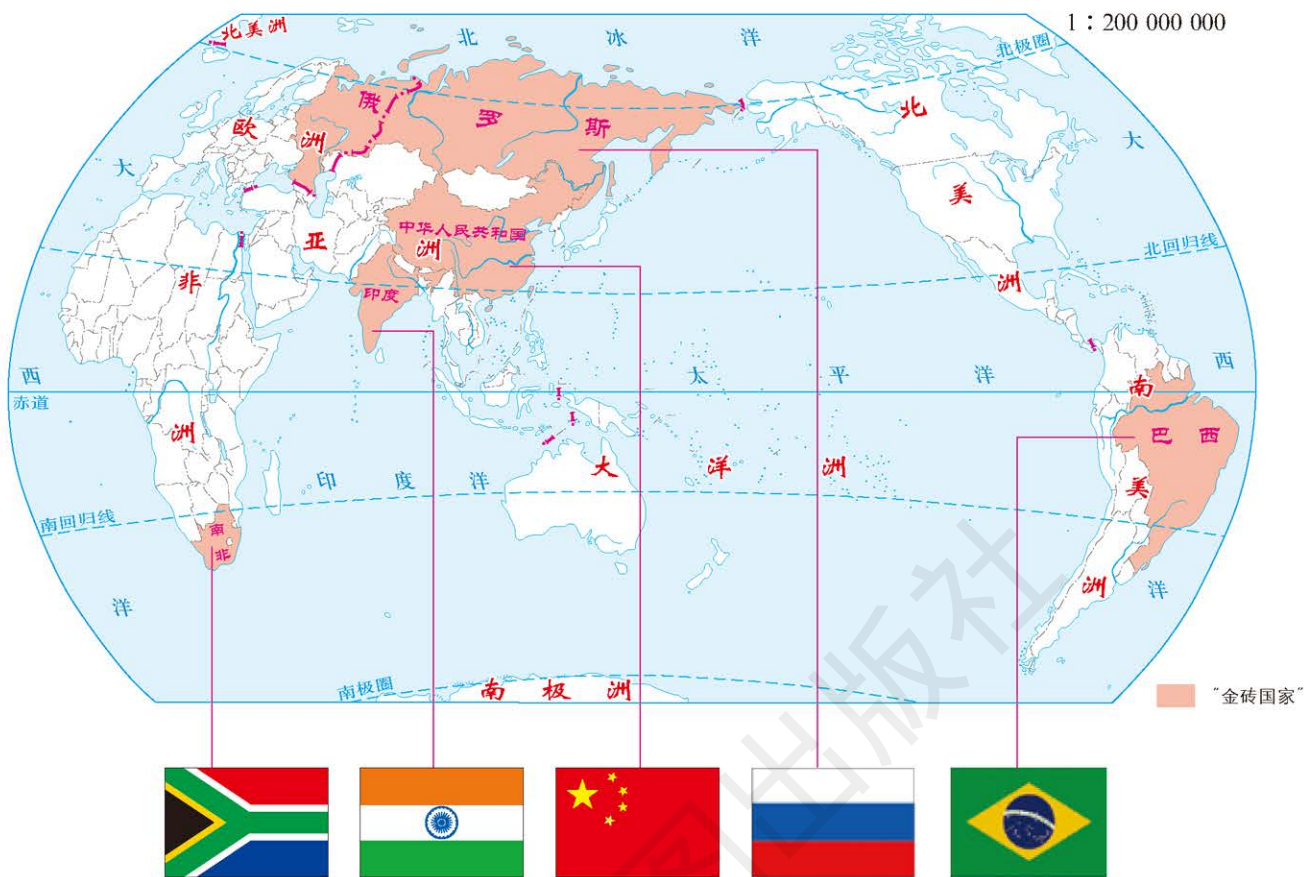 1：200 000 000
北美洲
北冰洋
北极圈
俄罗斯
欧洲
大西洋
北美洲
大西洋
中华人民共和国
亚洲
北回归线
非洲
印度
太平洋
赤道
南美洲
巴西
大洋洲
印度洋
南回归线
南非
南极圈
南极洲
“金砖国家”
图出版社